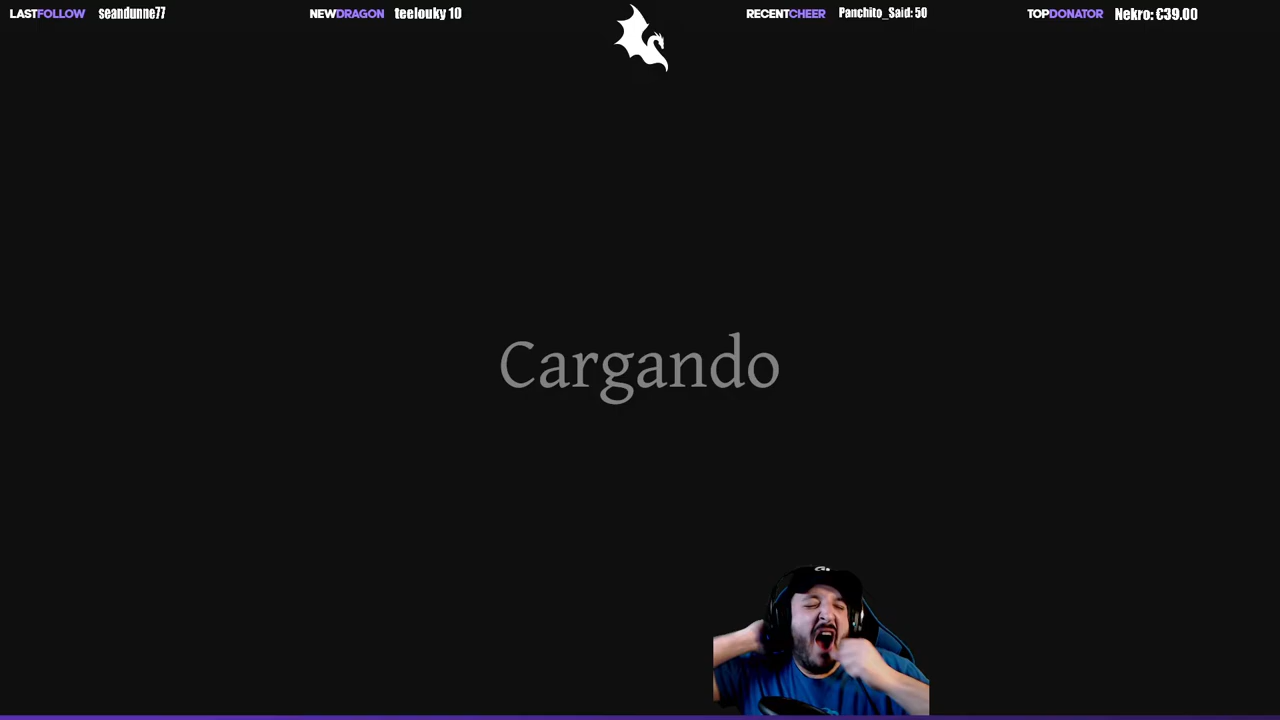 LASTFOLLOW seandunne77 NEWDRAGON teelouky 10 RECENTCHEER Panchito_Said: 50 TOPDONATOR Nekro: €39.00
Cargando